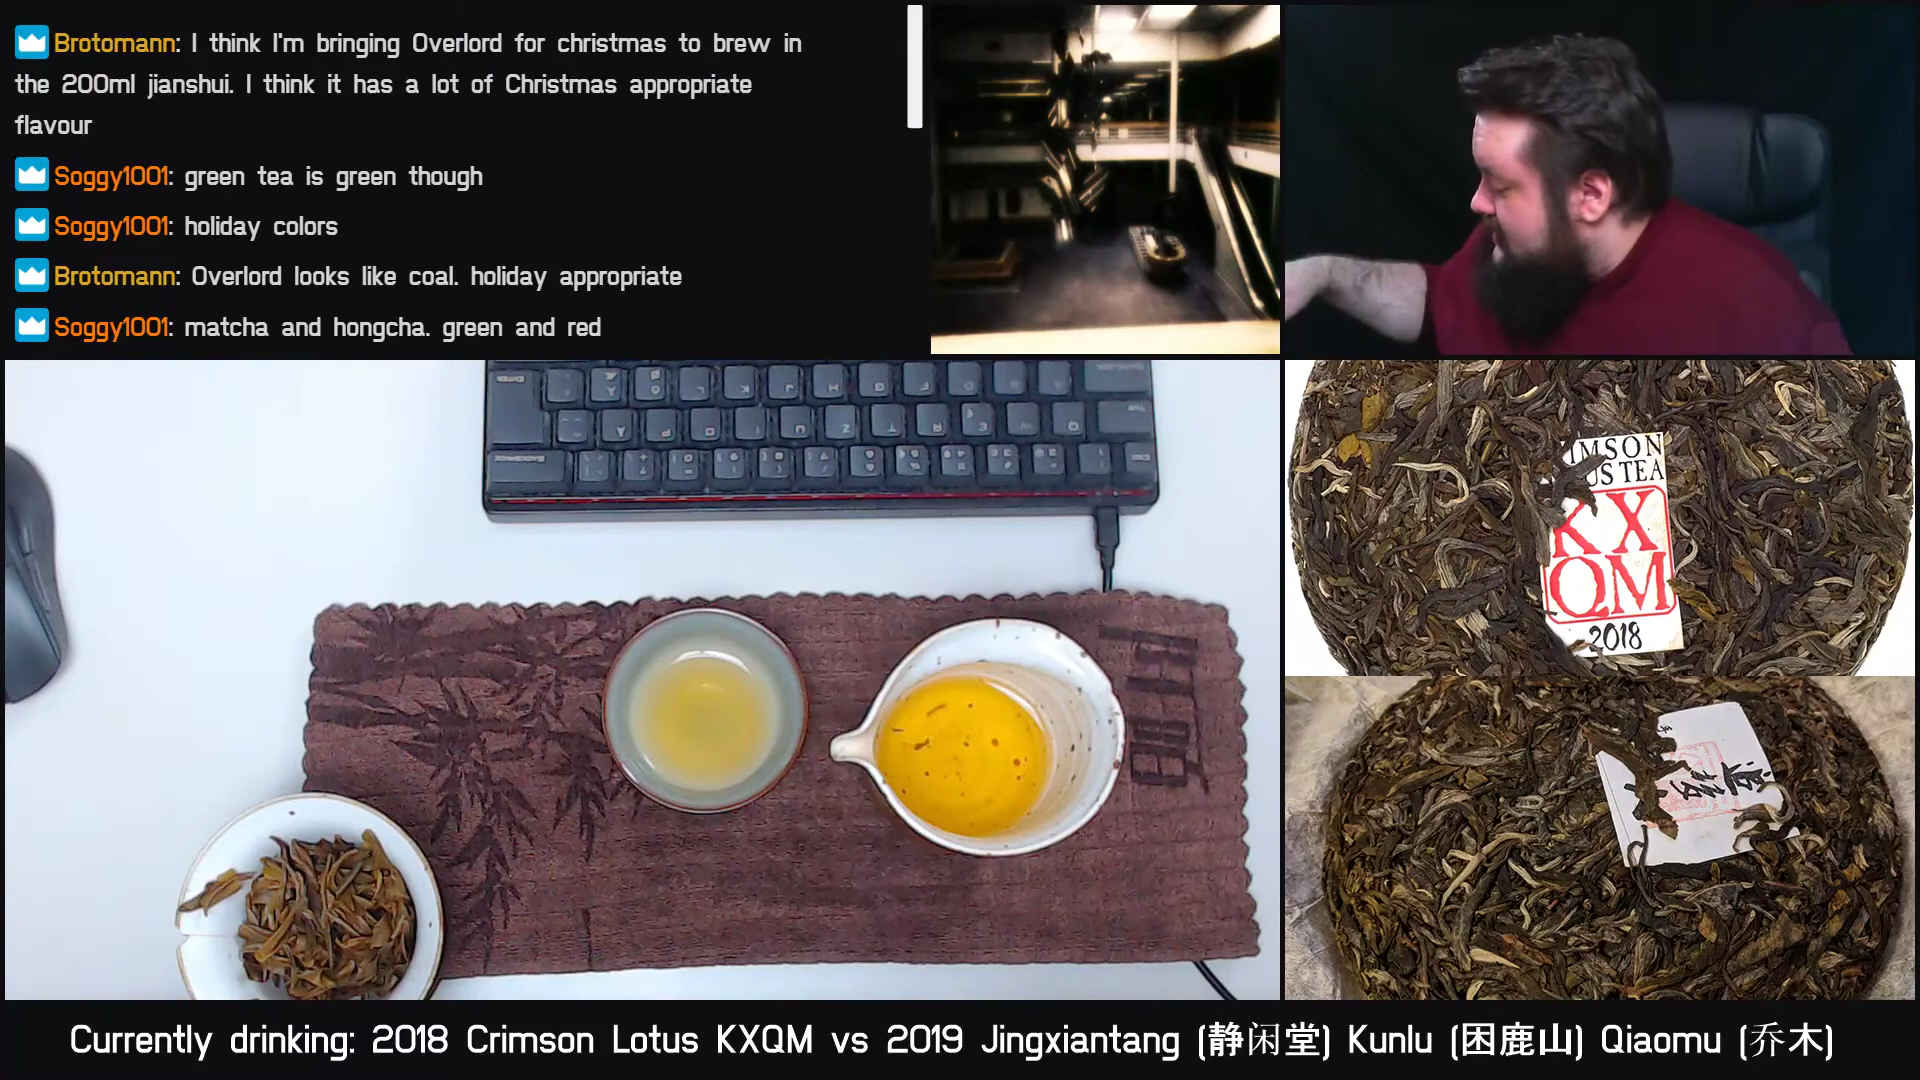 Brotomann: I think I'm bringing Overlord for christmas to brew in
the 200ml jianshui. I think it has a lot of Christmas appropriate
flavour
Soggy1001: green tea is green though
Soggy1001: holiday colors
Brotomann: Overlord looks like coal. holiday appropriate
Soggy1001: matcha and hongcha. green and red
IMSON
US TEA
KX
QM
2018
Currently drinking: 2018 Crimson Lotus KXQM vs 2019 Jingxiantang (静闲堂) Kunlu (困鹿山) Qiaomu (乔木)